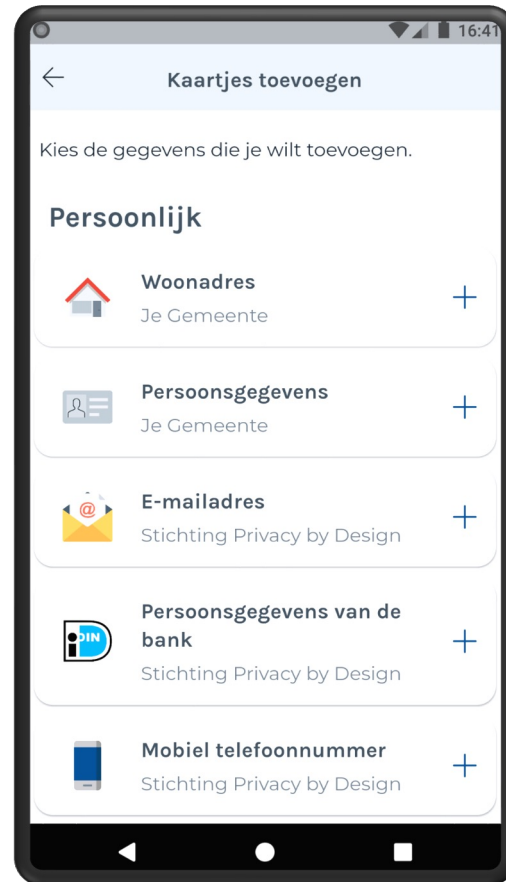 16:41
Kaartjes toevoegen
Kies de gegevens die je wilt toevoegen.
Persoonlijk
Woonadres
Je Gemeente
Persoonsgegevens
Je Gemeente
@
E-mailadres
Stichting Privacy by Design
iDIN
Persoonsgegevens van de
bank
Stichting Privacy by Design
Mobiel telefoonnummer
Stichting Privacy by Design